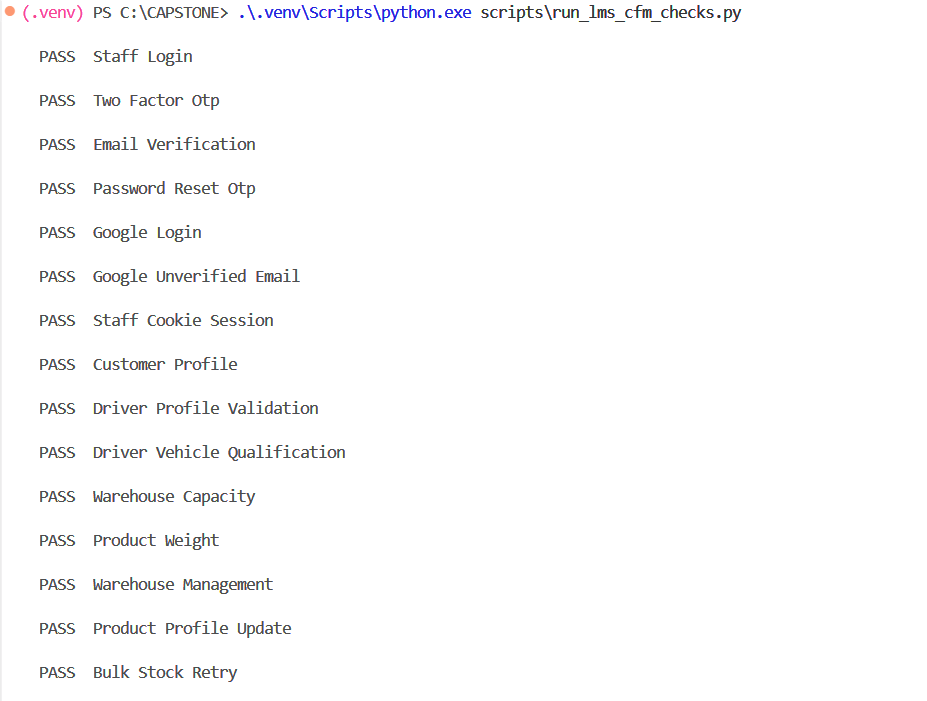 (.venv) PS C:\CAPSTONE> .\.venv\Scripts\python.exe scripts\run_lms_cfm_checks.py
PASS  Staff Login
PASS  Two Factor Otp
PASS  Email Verification
PASS  Password Reset Otp
PASS  Google Login
PASS  Google Unverified Email
PASS  Staff Cookie Session
PASS  Customer Profile
PASS  Driver Profile Validation
PASS  Driver Vehicle Qualification
PASS  Warehouse Capacity
PASS  Product Weight
PASS  Warehouse Management
PASS  Product Profile Update
PASS  Bulk Stock Retry